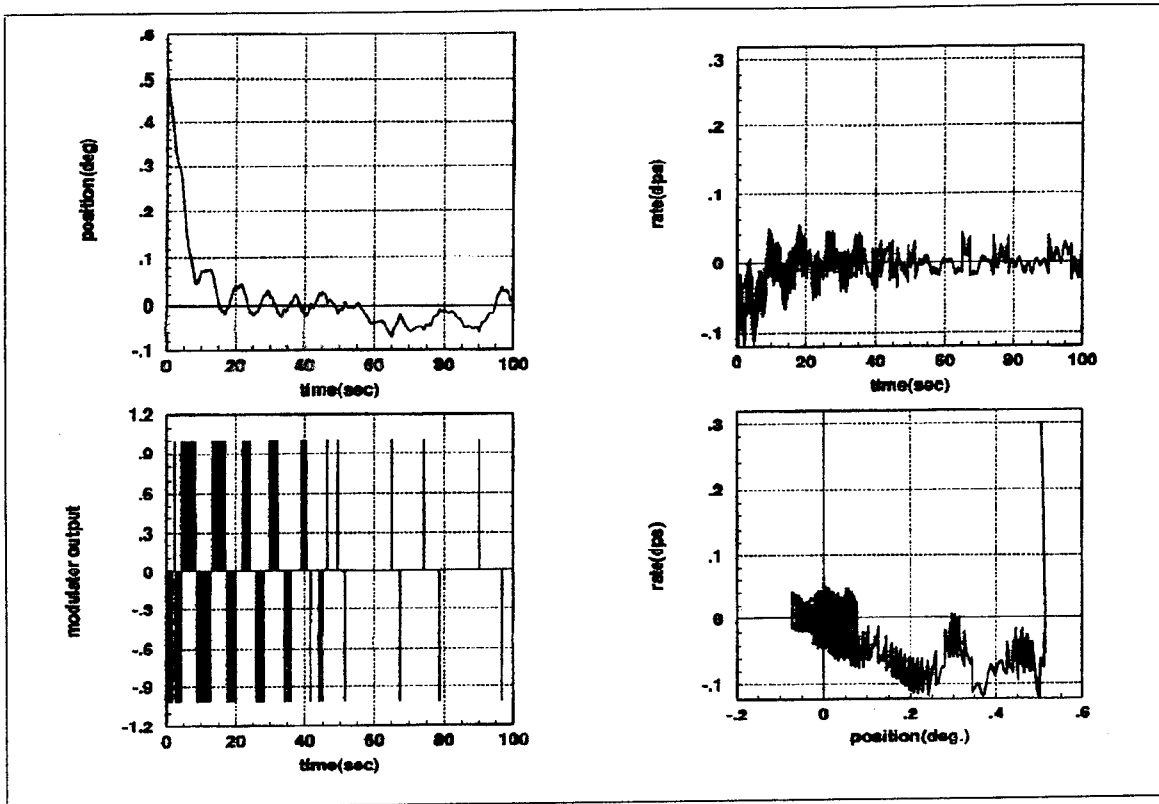 position(deg)
.6
.5
.4
.3
.2
.1
0
-.1
0 20 40 60 80 100
time(sec)
rate(dps)
.3
.2
.1
0
-.1
0 20 40 60 80 100
time(sec)
modulator output
1.2
.9
.6
.3
0
-.3
-.6
-.9
-1.2
0 20 40 60 80 100
time(sec)
rate(dps)
.3
.2
.1
0
-.1
-.2 0 .2 .4 .6
position(deg.)